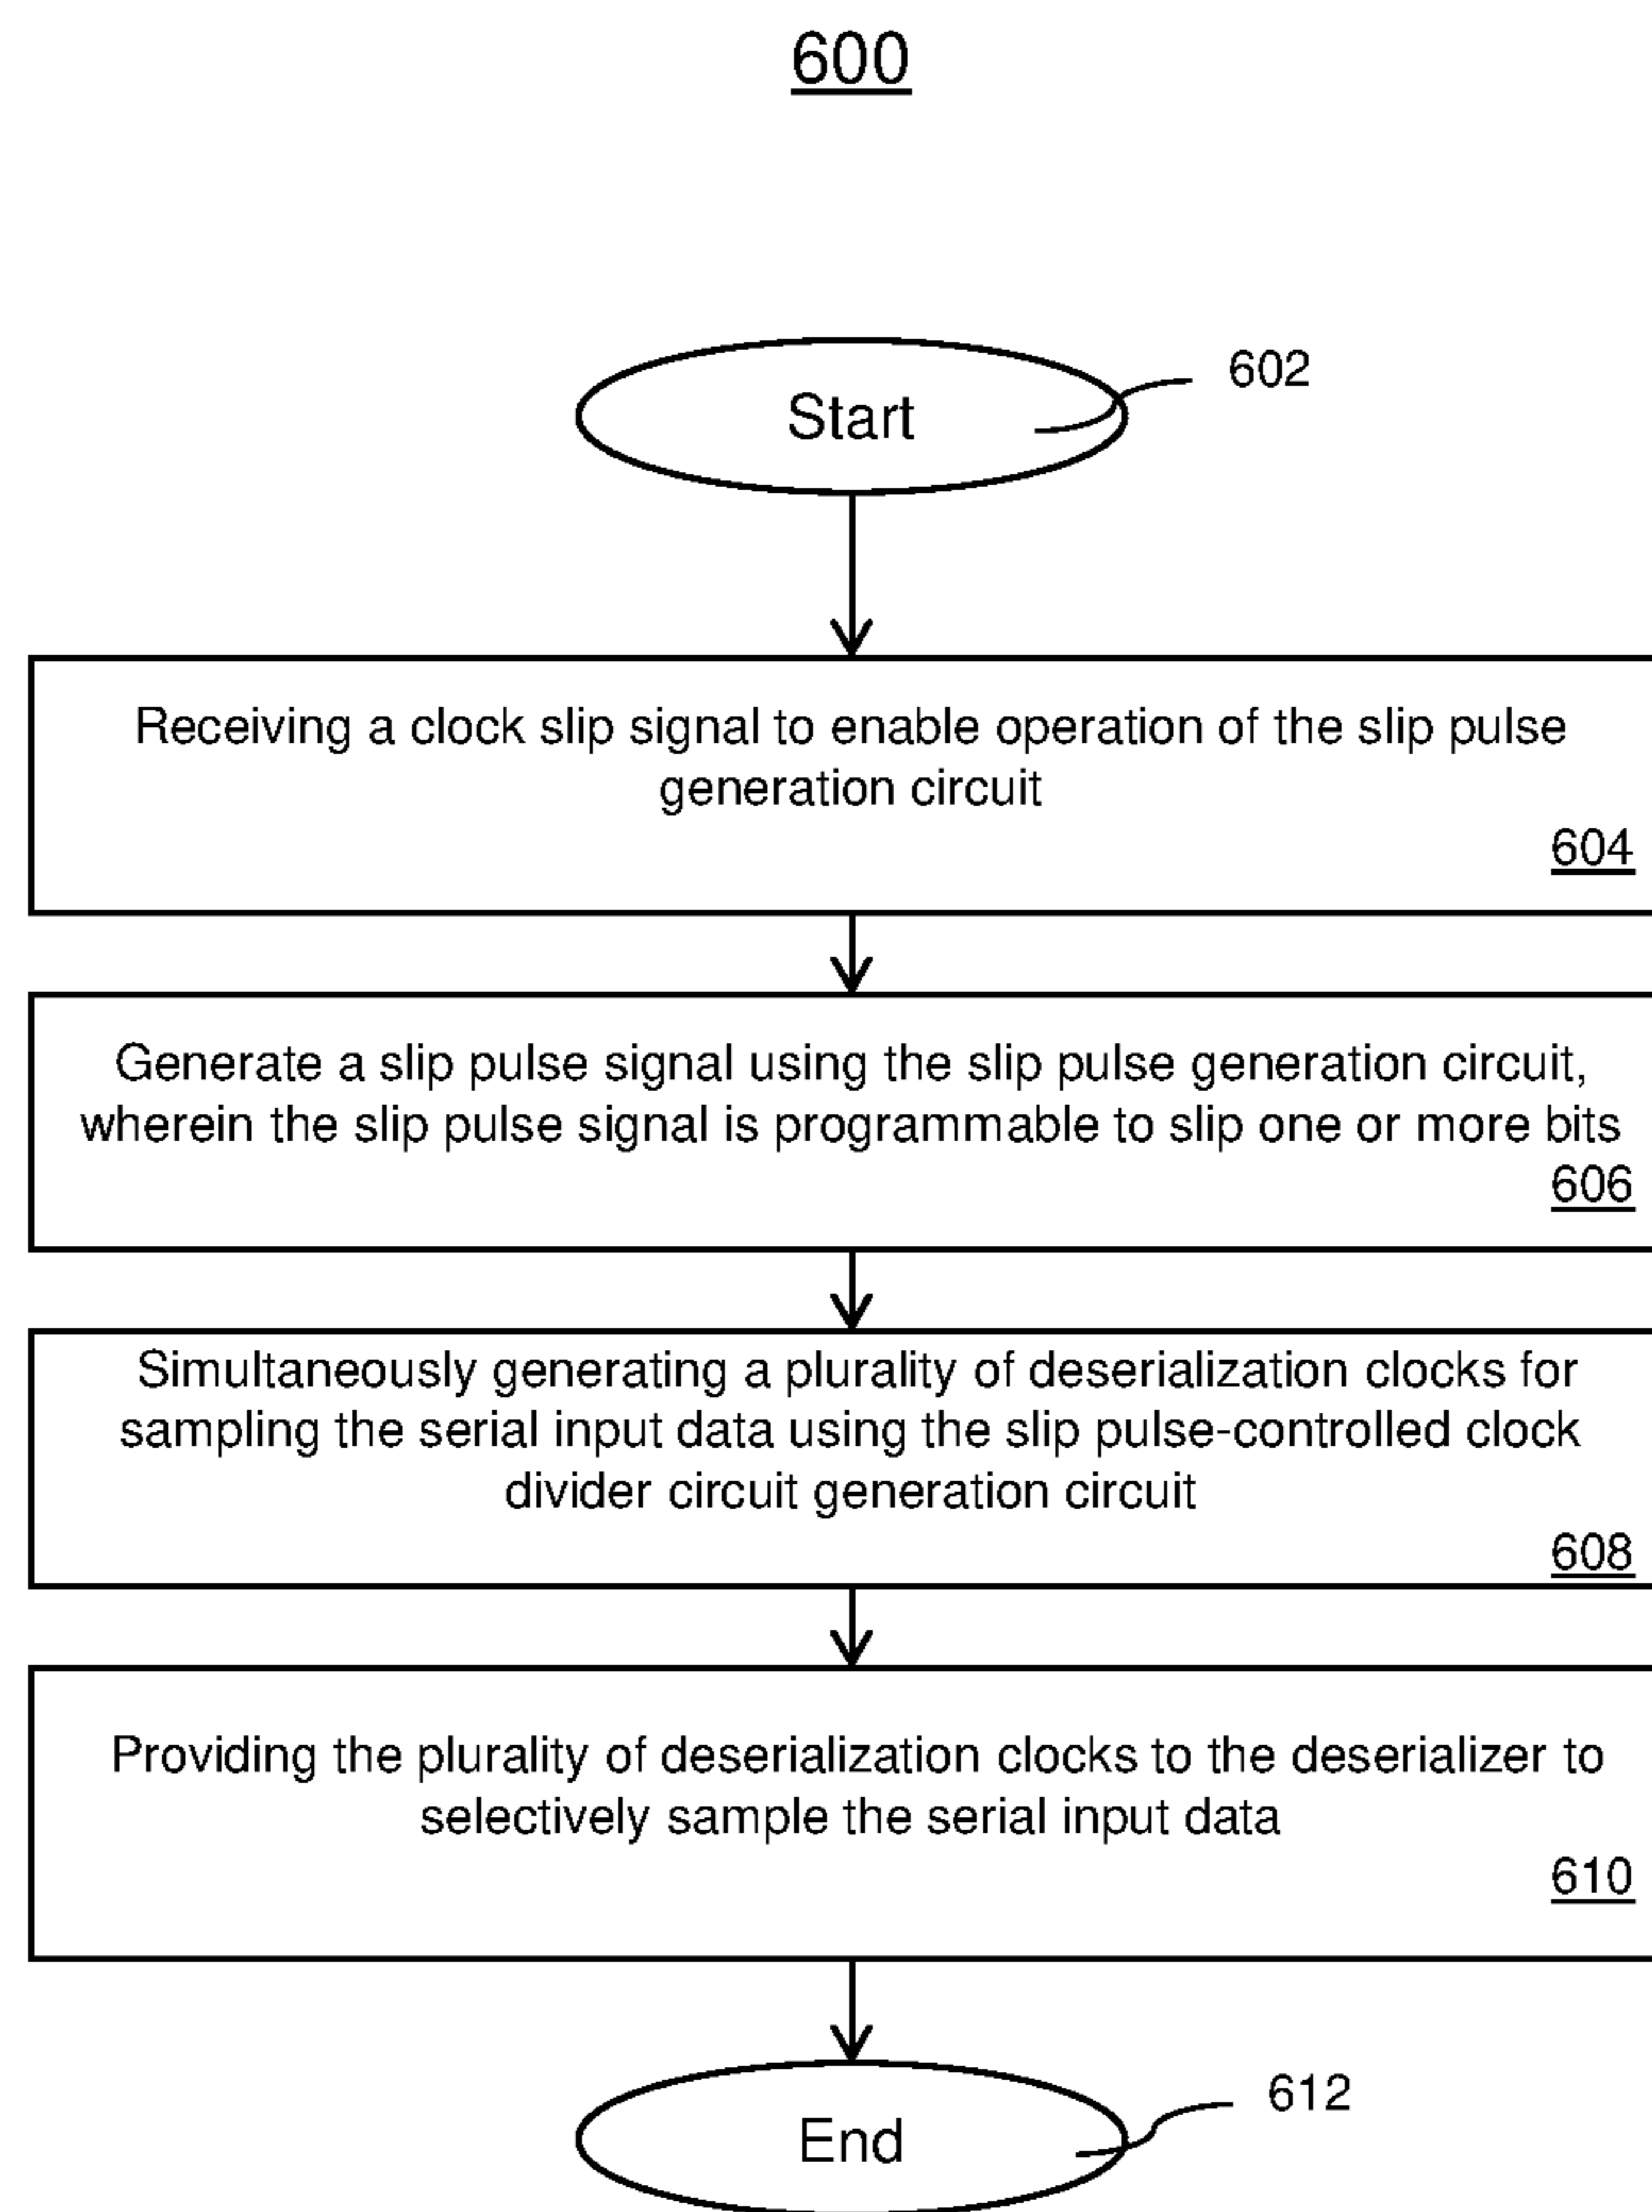 600
602
Start
Receiving a clock slip signal to enable operation of the slip pulse
generation circuit
604
Generate a slip pulse signal using the slip pulse generation circuit,
wherein the slip pulse signal is programmable to slip one or more bits
606
Simultaneously generating a plurality of deserialization clocks for
sampling the serial input data using the slip pulse-controlled clock
divider circuit generation circuit
608
Providing the plurality of deserialization clocks to the deserializer to
selectively sample the serial input data
610
612
End